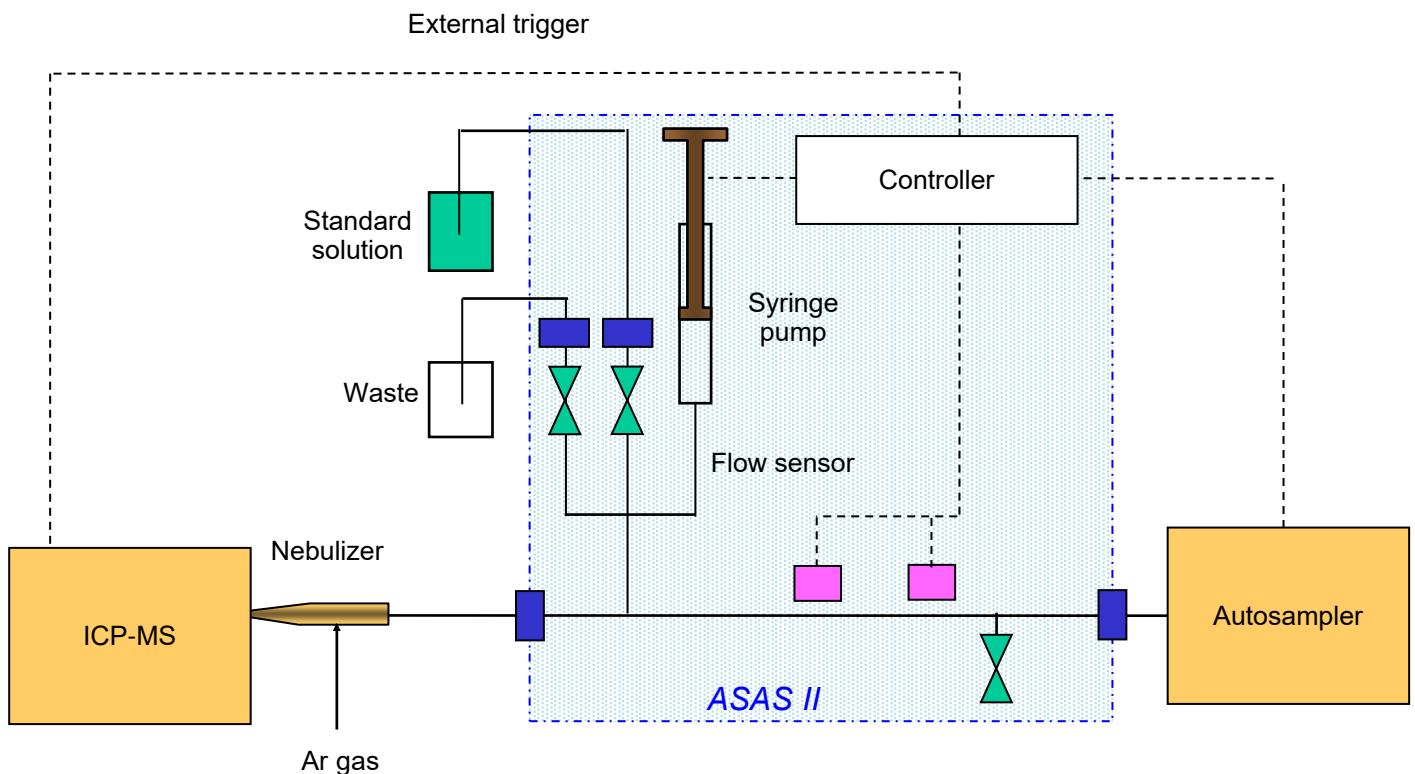 External trigger
Controller
Standard
solution
Syringe
pump
Waste
Flow sensor
Nebulizer
ICP-MS
Autosampler
ASAS II
Ar gas